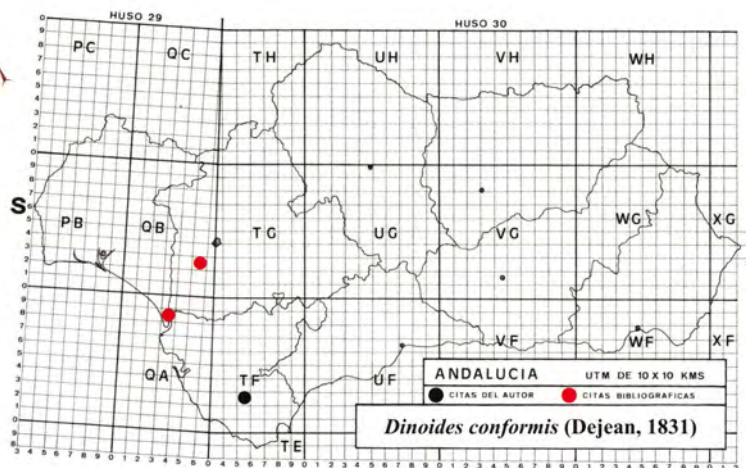 HUSO 29 HUSO 30
PC QC TH UH VH WH
S
PB QB TG UG VG WG XG
QA TF UF VF WF XF
TE
ANDALUCIA UTM DE 10 X 10 KMS
CITAS DEL AUTOR CITAS BIBLIOGRAFICAS
Dinoides conformis (Dejean, 1831)